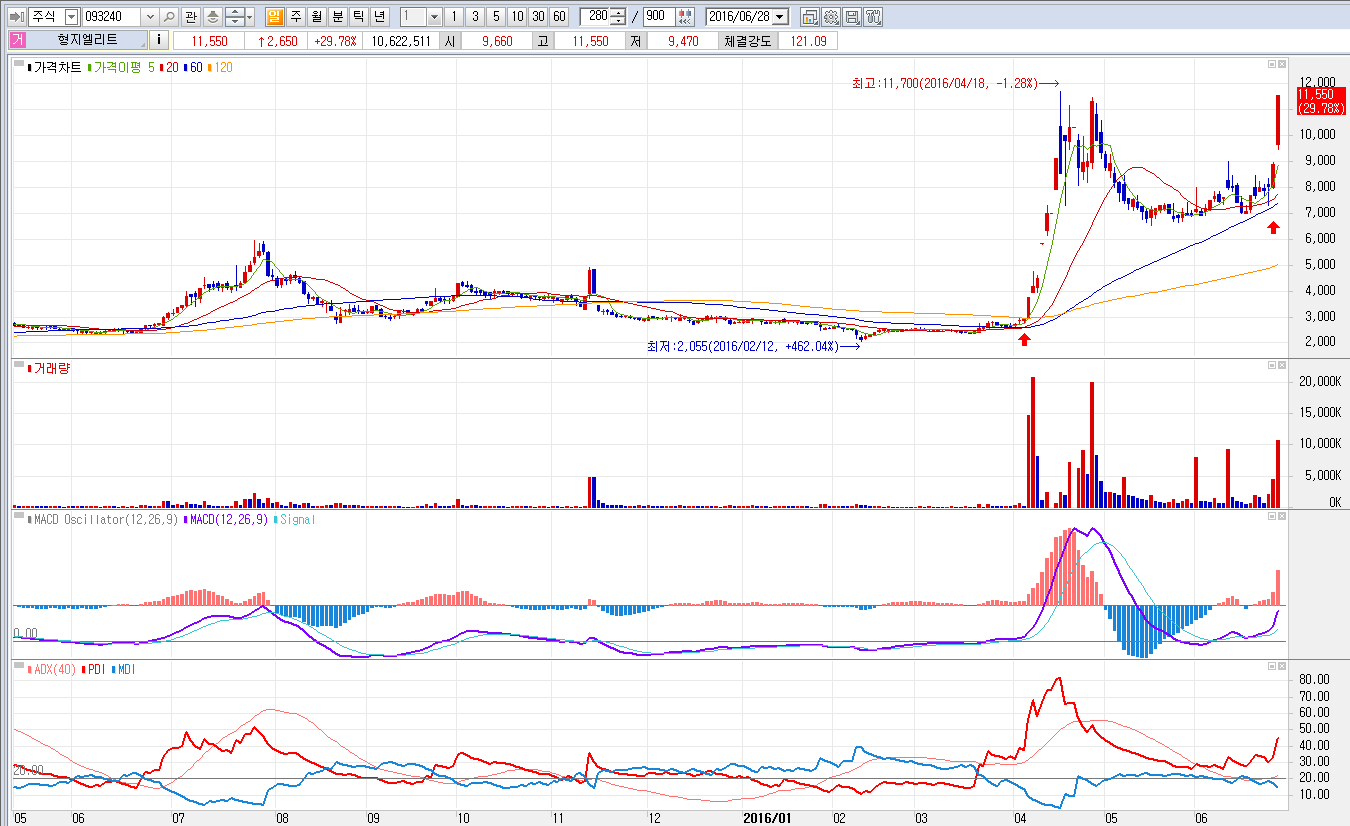 주식 093240 관 일 주 월 분 틱 년 1 1 3 5 10 30 60 280 / 900 2016/06/28
거 형지엘리트 i 11,550 ↑2,650 +29.78% 10,622,511 시 9,660 고 11,550 저 9,470 체결강도 121.09
가격차트 가격이평 5 20 60 120
최고:11,700(2016/04/18, -1.28%)→
12,000
11,550
(29.78%)
10,000
9,000
8,000
7,000
6,000
5,000
4,000
3,000
2,000
최저:2,055(2016/02/12, +462.04%)→
거래량
20,000K
15,000K
10,000K
5,000K
0K
MACD Oscillator(12,26,9) MACD(12,26,9) Signal
0.00
ADX(40) PDI MDI
80.00
70.00
60.00
50.00
40.00
30.00
20.00
20.00
10.00
05 06 07 08 09 10 11 12 2016/01 02 03 04 05 06